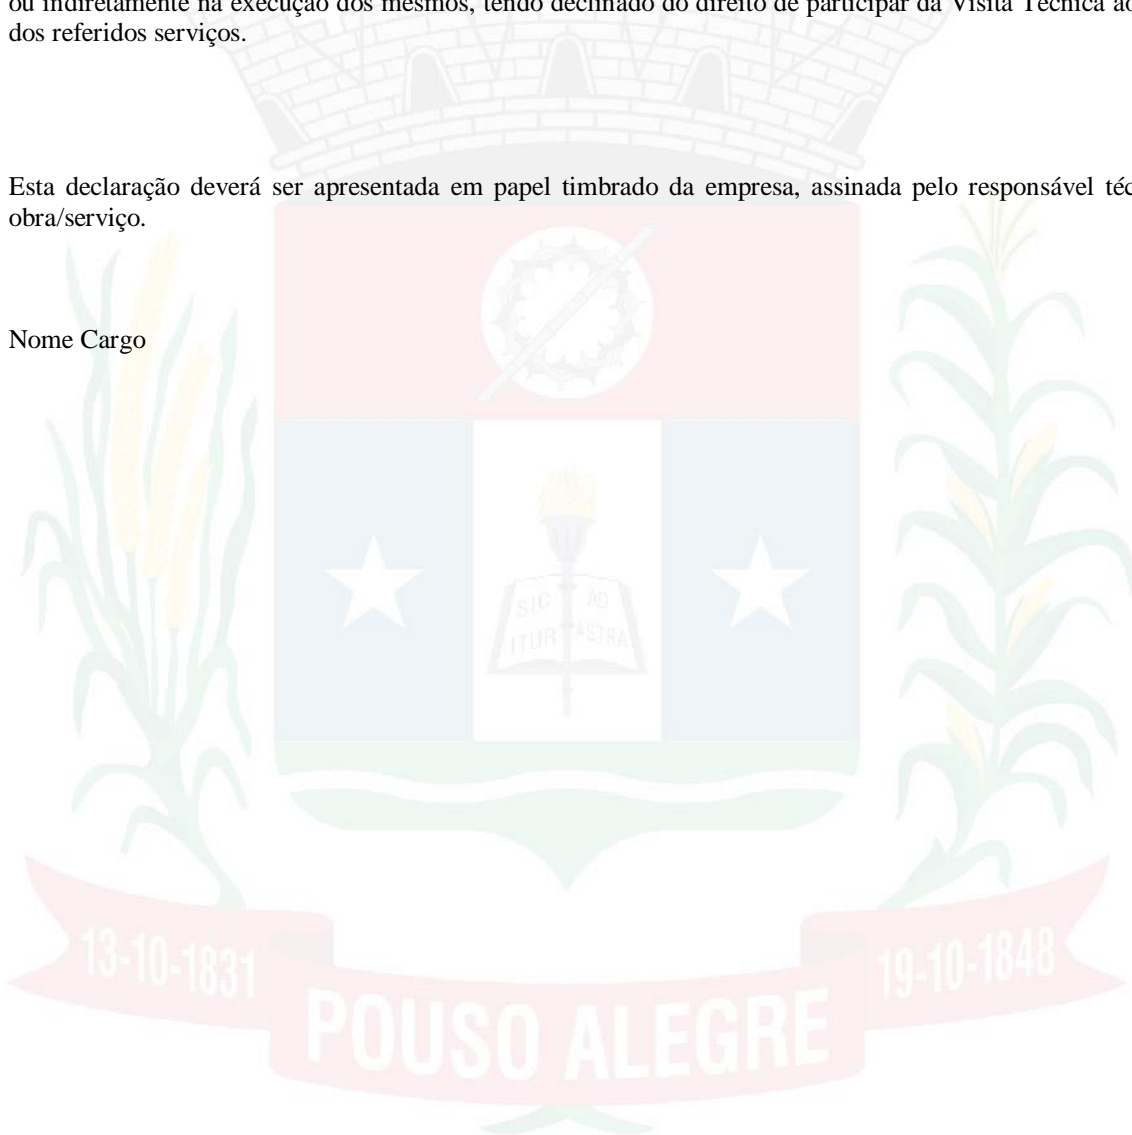 ou indiretamente na execução dos mesmos, tendo declinado do direito de participar da Visita Técnica
dos referidos serviços.
Esta declaração deverá ser apresentada em papel timbrado da empresa, assinada pelo responsável
obra/serviço.
Nome Cargo
SIC AD
ITUR ASTRA
13-10-1831
19-10-1848
POUSO ALEGRE